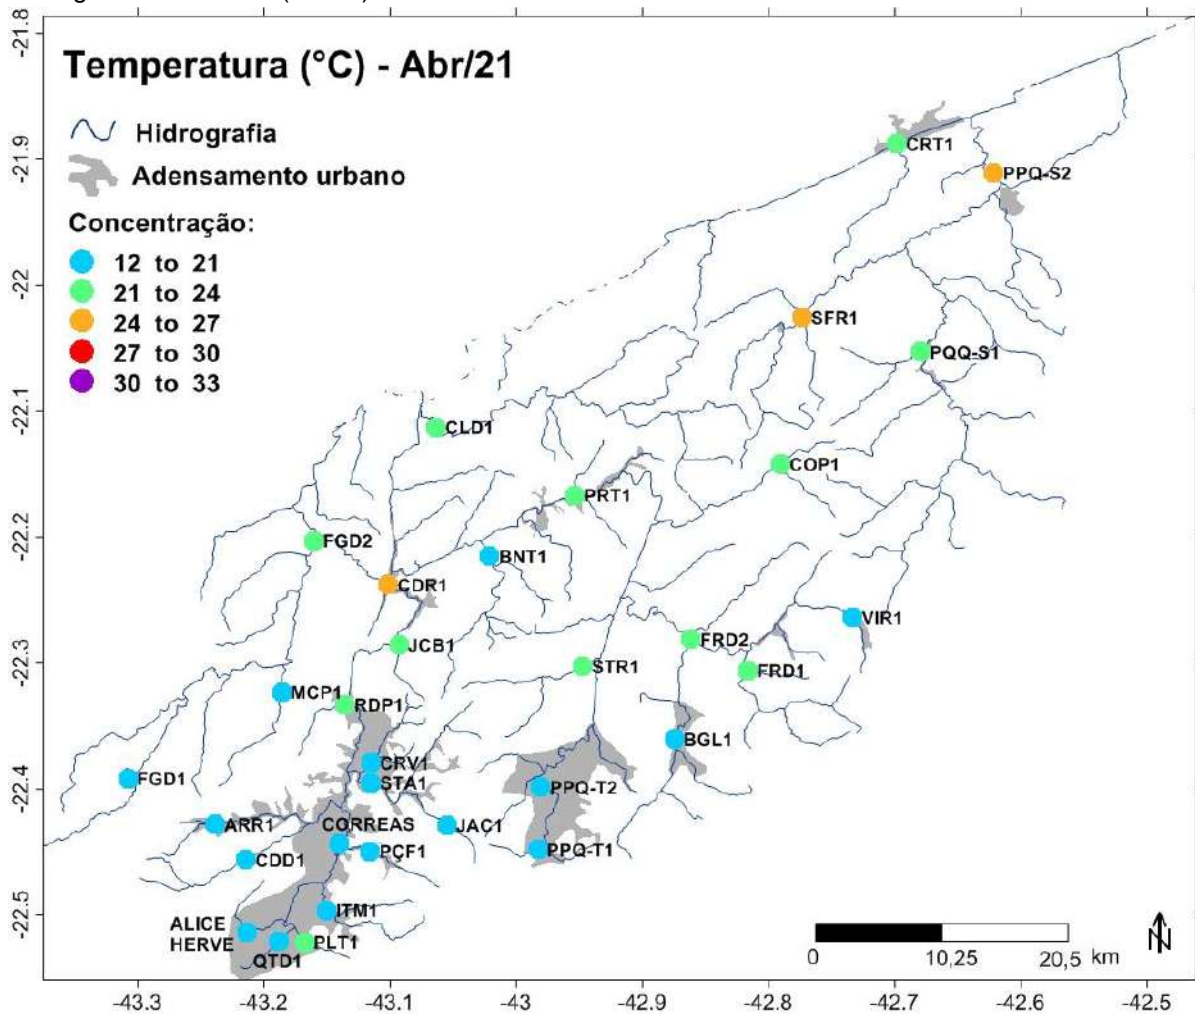 Temperatura (°C) - Abr/21
Hidrografia
Adensamento urbano
Concentração:
12 to 21
21 to 24
24 to 27
27 to 30
30 to 33
-21.8
-21.9
-22
-22.1
-22.2
-22.3
-22.4
-22.5
CRT1
PPQ-S2
SFR1
PQQ-S1
CLD1
COP1
PRT1
FGD2
BNT1
CDR1
VIR1
FRD2
JCB1
STR1
FRD1
MCP1
RDP1
BGL1
CRV1
FGD1
STA1
PPQ-T2
ARR1
CORREAS
JAC1
CDD1
PCF1
PPQ-T1
ITM1
ALICE
HERVE
PLT1
QTD1
0
10,25
20,5 km
N
-43.3
-43.2
-43.1
-43
-42.9
-42.8
-42.7
-42.6
-42.5